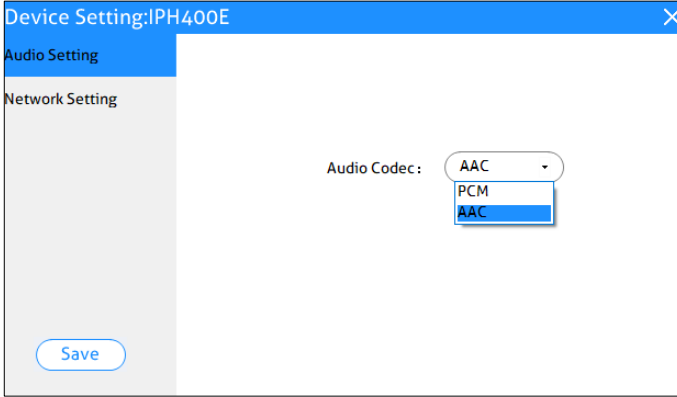 Device Setting:IPH400E
Audio Setting
Network Setting
Audio Codec:
AAC
PCM
AAC
Save